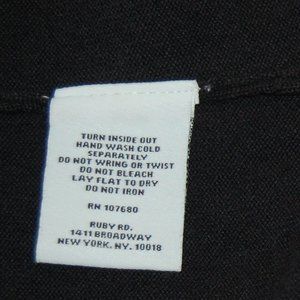 TURN INSIDE OUT
HAND WASH COLD
SEPARATELY
DO NOT WRING OR TWIST
DO NOT BLEACH
LAY FLAT TO DRY
DO NOT IRON
RN 107680
RUBY RD.
1411 BROADWAY
NEW YORK. NY. 10018